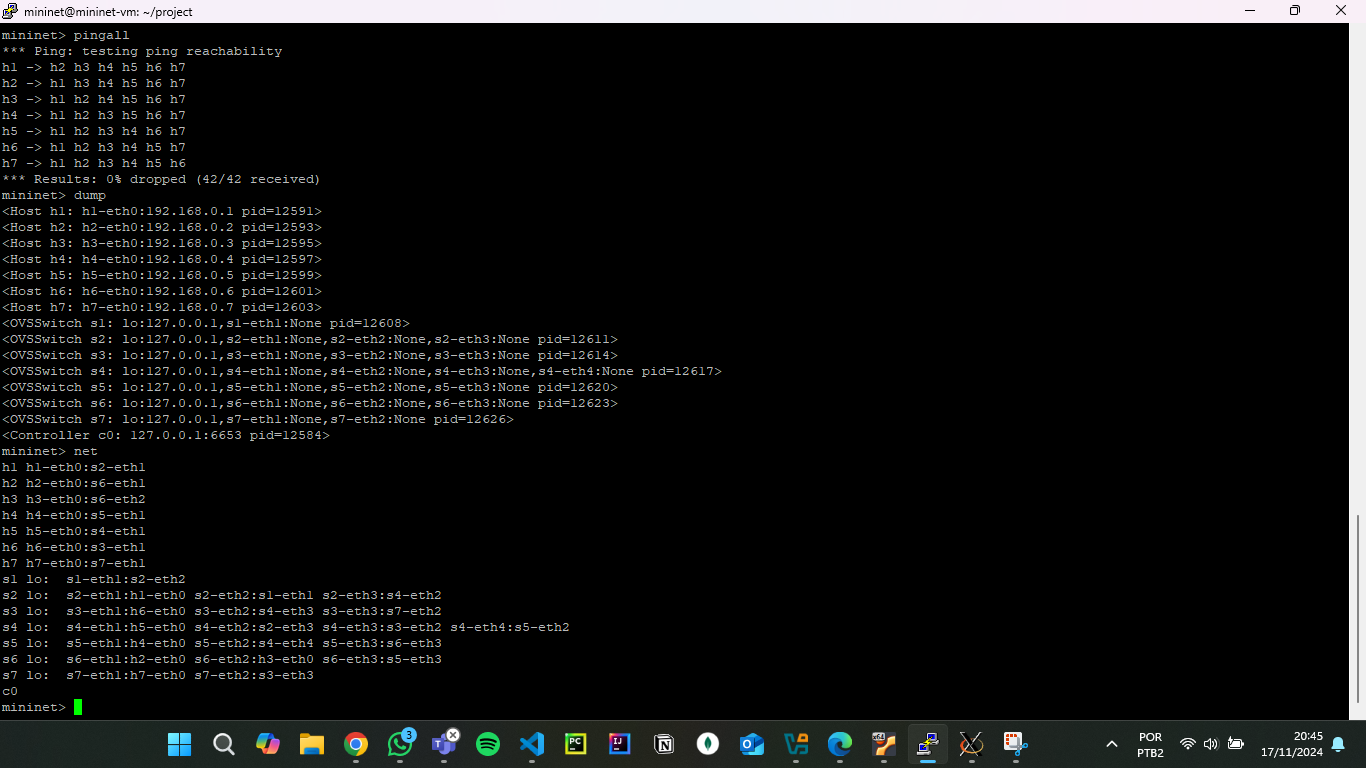 mininet@mininet-vm: ~/project
mininet> pingall
*** Ping: testing ping reachability
h1 -> h2 h3 h4 h5 h6 h7
h2 -> h1 h3 h4 h5 h6 h7
h3 -> h1 h2 h4 h5 h6 h7
h4 -> h1 h2 h3 h5 h6 h7
h5 -> h1 h2 h3 h4 h6 h7
h6 -> h1 h2 h3 h4 h5 h7
h7 -> h1 h2 h3 h4 h5 h6
*** Results: 0% dropped (42/42 received)
mininet> dump
<Host h1: h1-eth0:192.168.0.1 pid=12591>
<Host h2: h2-eth0:192.168.0.2 pid=12593>
<Host h3: h3-eth0:192.168.0.3 pid=12595>
<Host h4: h4-eth0:192.168.0.4 pid=12597>
<Host h5: h5-eth0:192.168.0.5 pid=12599>
<Host h6: h6-eth0:192.168.0.6 pid=12601>
<Host h7: h7-eth0:192.168.0.7 pid=12603>
<OVSSwitch s1: lo:127.0.0.1,s1-eth1:None pid=12608>
<OVSSwitch s2: lo:127.0.0.1,s2-eth1:None,s2-eth2:None,s2-eth3:None pid=12611>
<OVSSwitch s3: lo:127.0.0.1,s3-eth1:None,s3-eth2:None,s3-eth3:None pid=12614>
<OVSSwitch s4: lo:127.0.0.1,s4-eth1:None,s4-eth2:None,s4-eth3:None,s4-eth4:None pid=12617>
<OVSSwitch s5: lo:127.0.0.1,s5-eth1:None,s5-eth2:None,s5-eth3:None pid=12620>
<OVSSwitch s6: lo:127.0.0.1,s6-eth1:None,s6-eth2:None,s6-eth3:None pid=12623>
<OVSSwitch s7: lo:127.0.0.1,s7-eth1:None,s7-eth2:None pid=12626>
<Controller c0: 127.0.0.1:6653 pid=12584>
mininet> net
h1 h1-eth0:s2-eth1
h2 h2-eth0:s6-eth1
h3 h3-eth0:s6-eth2
h4 h4-eth0:s5-eth1
h5 h5-eth0:s4-eth1
h6 h6-eth0:s3-eth1
h7 h7-eth0:s7-eth1
s1 lo:  s1-eth1:s2-eth2
s2 lo:  s2-eth1:h1-eth0 s2-eth2:s1-eth1 s2-eth3:s4-eth2
s3 lo:  s3-eth1:h6-eth0 s3-eth2:s4-eth3 s3-eth3:s7-eth2
s4 lo:  s4-eth1:h5-eth0 s4-eth2:s2-eth3 s4-eth3:s3-eth2 s4-eth4:s5-eth2
s5 lo:  s5-eth1:h4-eth0 s5-eth2:s4-eth4 s5-eth3:s6-eth3
s6 lo:  s6-eth1:h2-eth0 s6-eth2:h3-eth0 s6-eth3:s5-eth3
s7 lo:  s7-eth1:h7-eth0 s7-eth2:s3-eth3
c0
mininet>
3
PC
IJ
x64
POR
PTB2
20:45
17/11/2024